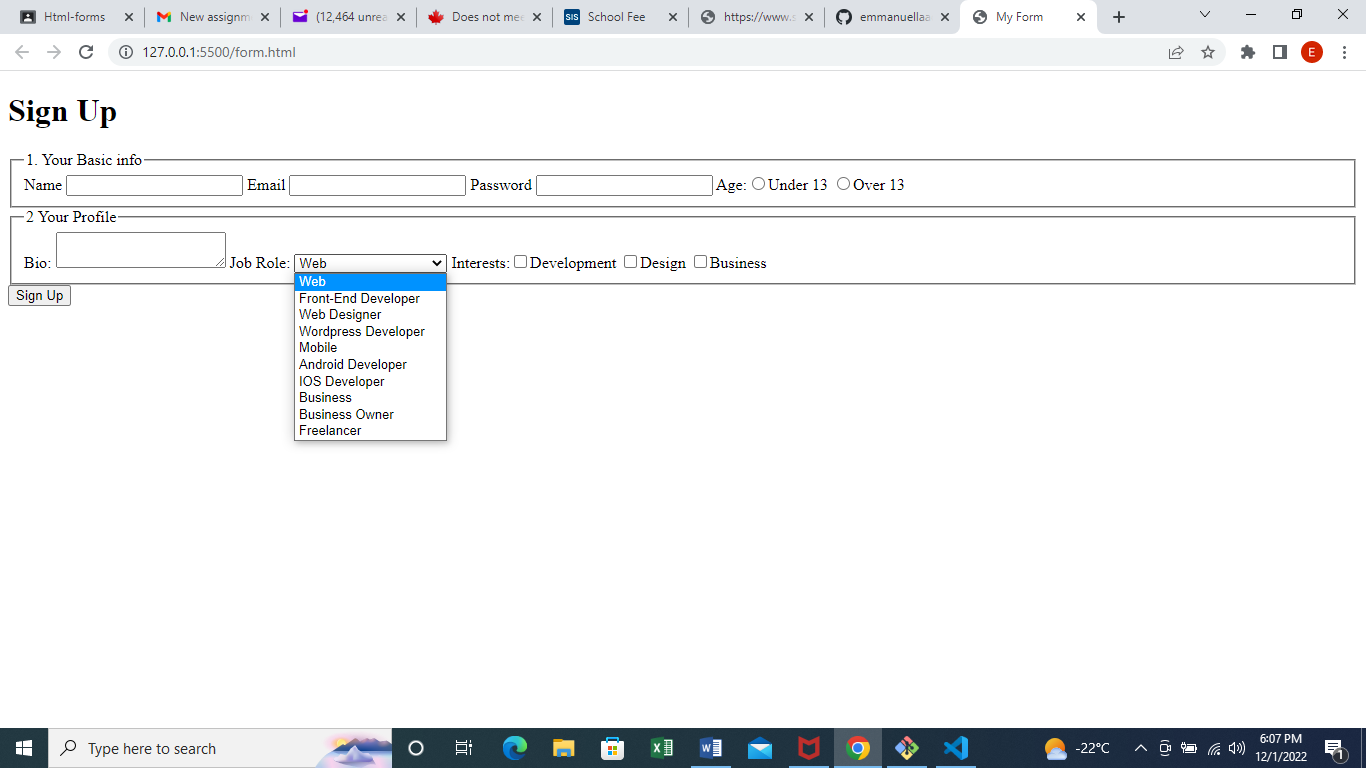 Html-forms
New assignm
(12,464 unrea
Does not mee
SIS School Fee
https://www.s
emmanuellaa
My Form
127.0.0.1:5500/form.html
E
Sign Up
1. Your Basic info
Name Email Password Age: Under 13 Over 13
2 Your Profile
Bio: Job Role: Web Interests: Development Design Business
Web
Front-End Developer
Web Designer
Wordpress Developer
Mobile
Android Developer
IOS Developer
Business
Business Owner
Freelancer
Sign Up
Type here to search
-22°C
6:07 PM
12/1/2022
1